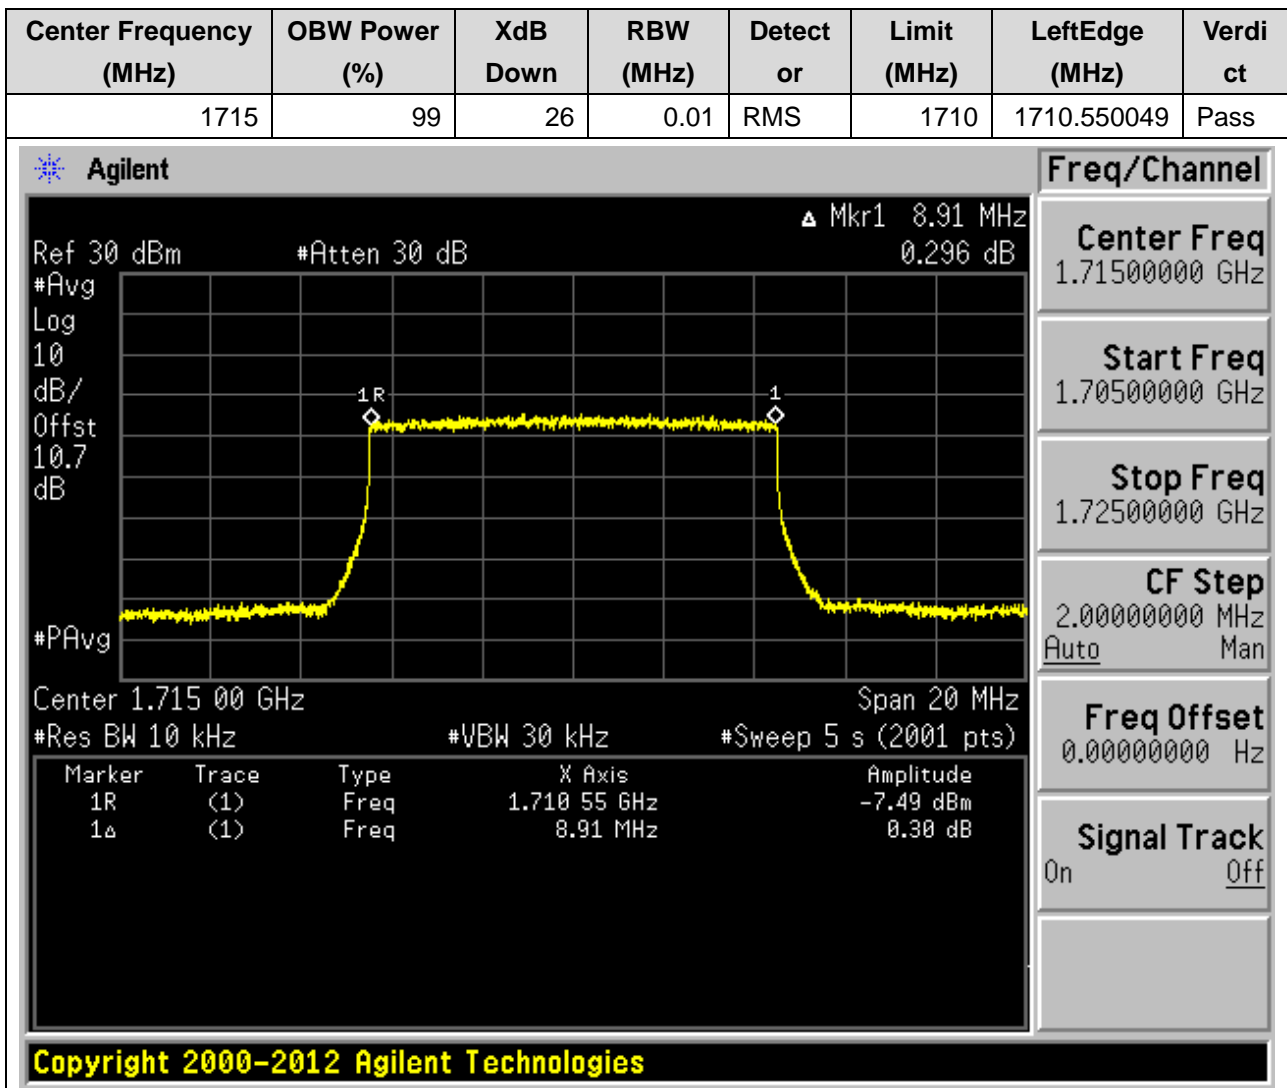 Center Frequency (MHz) OBW Power (%) XdB Down RBW (MHz) Detect or Limit (MHz) LeftEdge (MHz) Verdi ct
1715 99 26 0.01 RMS 1710 1710.550049 Pass
Agilent Freq/Channel
Δ Mkr1 8.91 MHz
Ref 30 dBm #Atten 30 dB 0.296 dB
#Avg
Log
10
dB/
Offst
10.7
dB
1R 1
#PAvg
Center 1.715 00 GHz Span 20 MHz
#Res BW 10 kHz #VBW 30 kHz #Sweep 5 s (2001 pts)
Marker Trace Type X Axis Amplitude
1R (1) Freq 1.710 55 GHz -7.49 dBm
1Δ (1) Freq 8.91 MHz 0.30 dB
Center Freq
1.71500000 GHz
Start Freq
1.70500000 GHz
Stop Freq
1.72500000 GHz
CF Step
2.00000000 MHz
Auto Man
Freq Offset
0.00000000 Hz
Signal Track
On Off
Copyright 2000-2012 Agilent Technologies